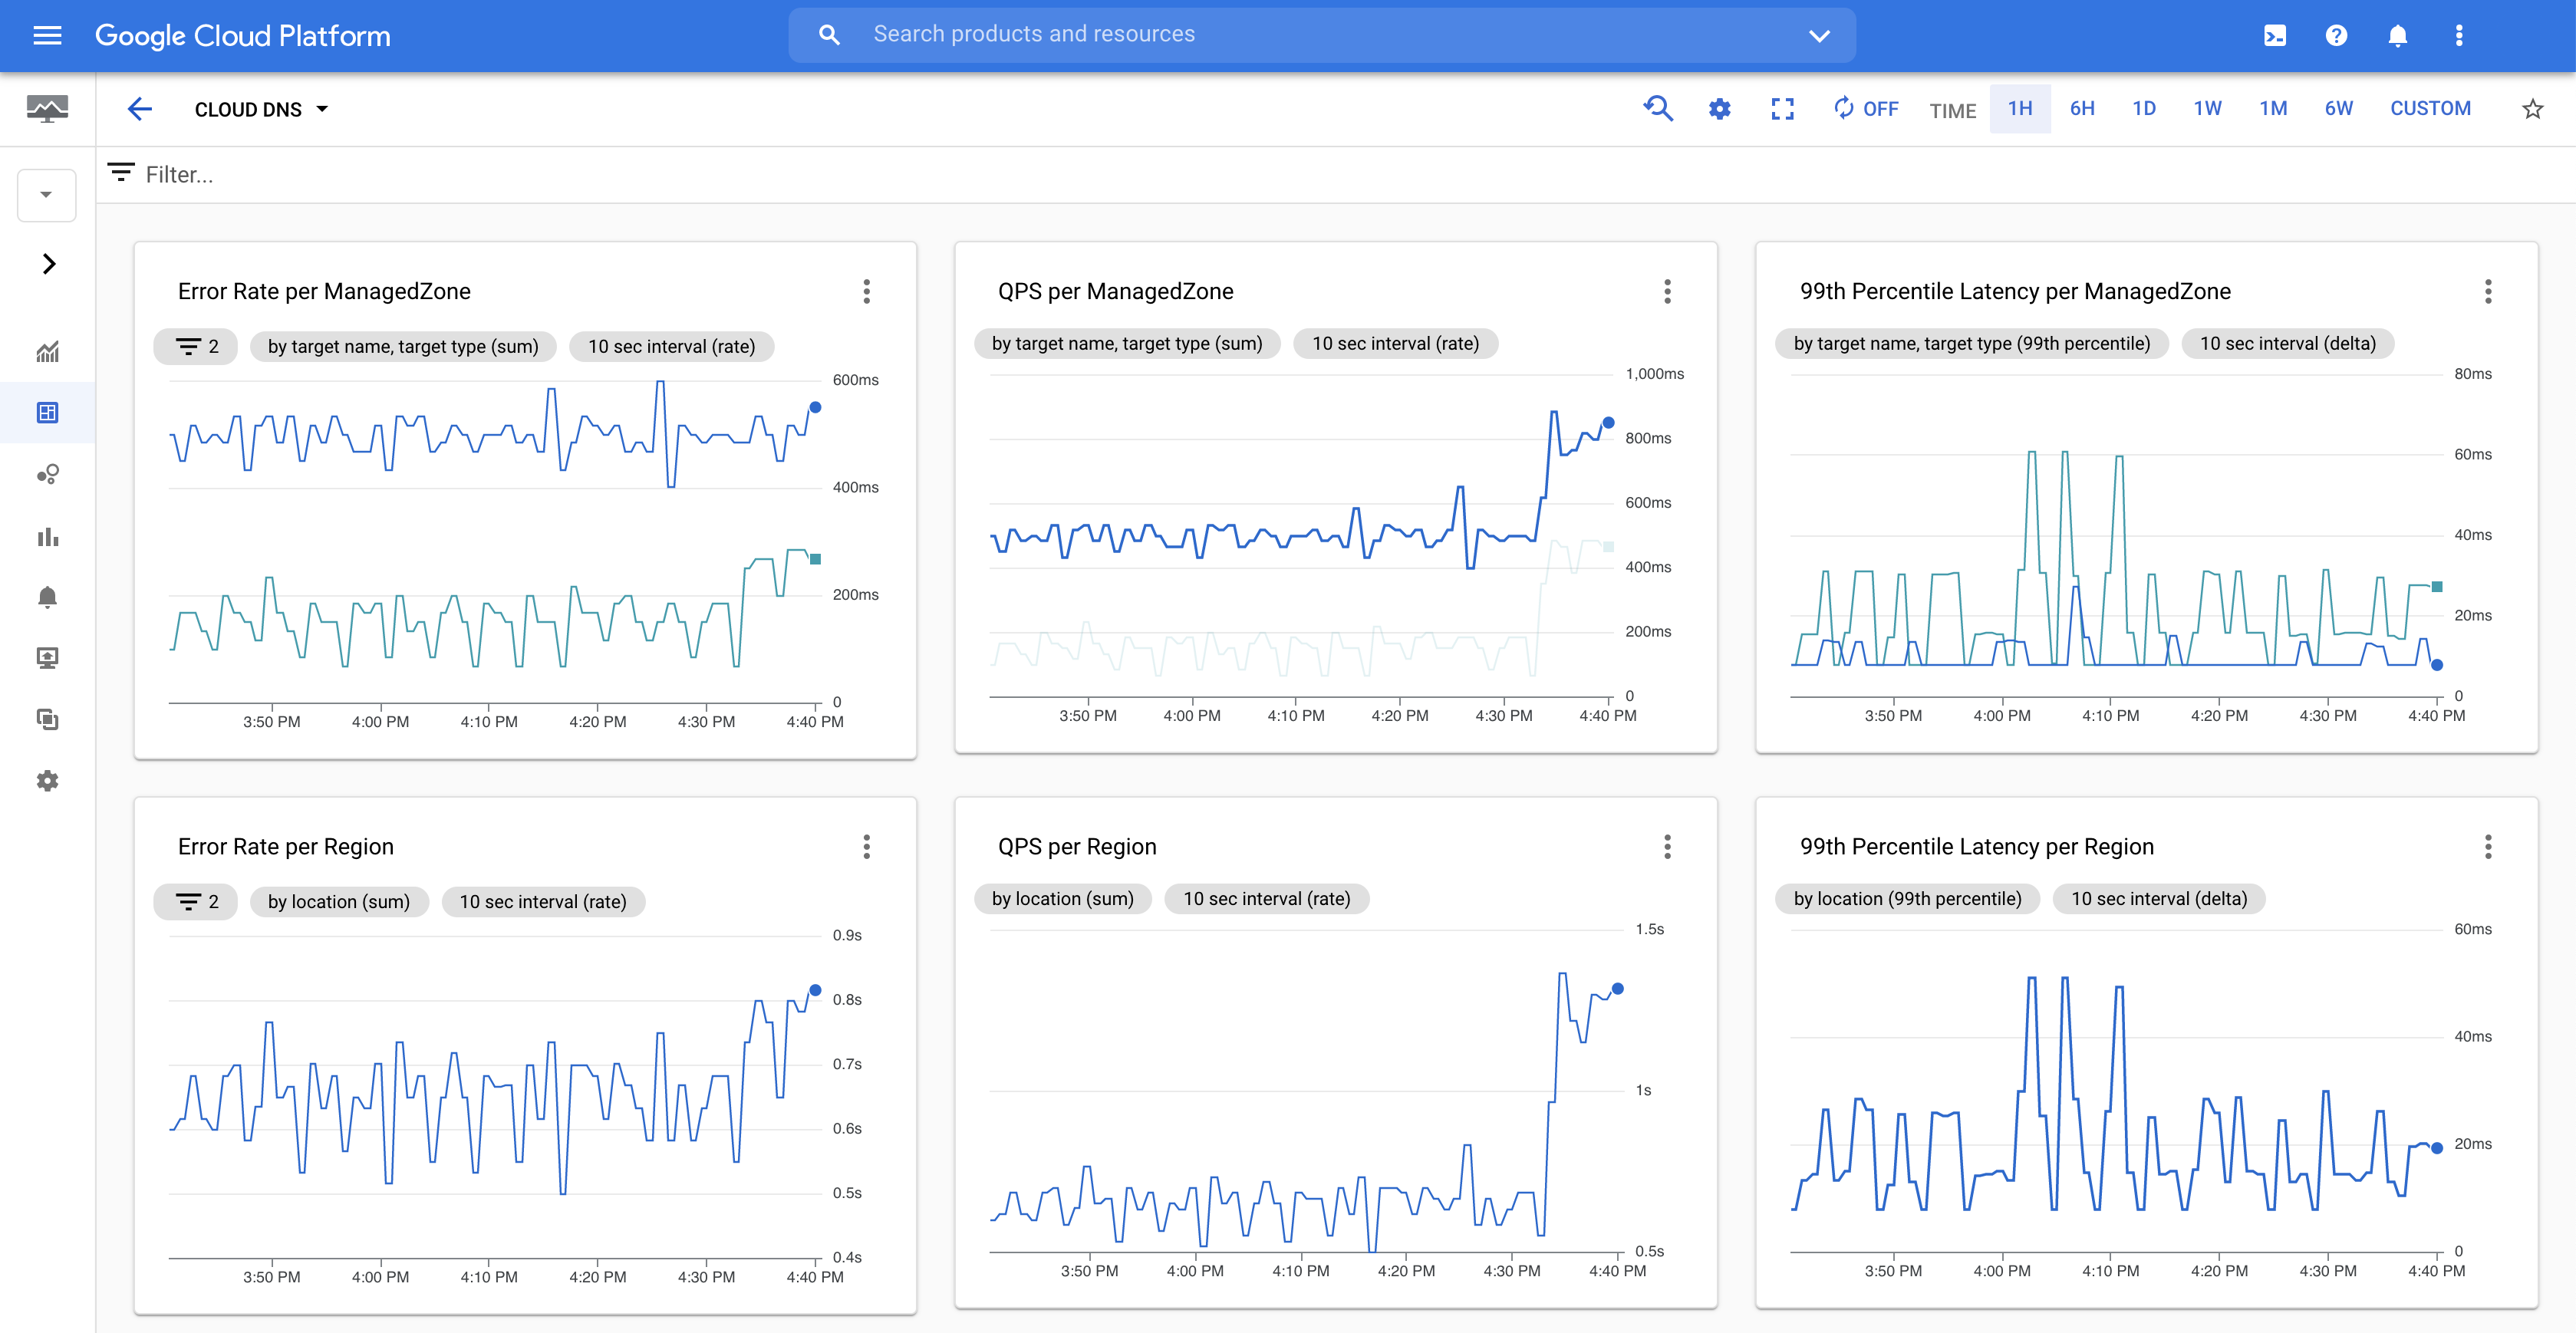 Google Cloud Platform
Search products and resources
CLOUD DNS
OFF
TIME
1H
6H
1D
1W
1M
6W
CUSTOM
Filter...
Error Rate per ManagedZone
2
by target name, target type (sum)
10 sec interval (rate)
600ms
400ms
200ms
0
3:50 PM
4:00 PM
4:10 PM
4:20 PM
4:30 PM
4:40 PM
QPS per ManagedZone
by target name, target type (sum)
10 sec interval (rate)
1,000ms
800ms
600ms
400ms
200ms
0
3:50 PM
4:00 PM
4:10 PM
4:20 PM
4:30 PM
4:40 PM
99th Percentile Latency per ManagedZone
by target name, target type (99th percentile)
10 sec interval (delta)
80ms
60ms
40ms
20ms
0
3:50 PM
4:00 PM
4:10 PM
4:20 PM
4:30 PM
4:40 PM
Error Rate per Region
2
by location (sum)
10 sec interval (rate)
0.9s
0.8s
0.7s
0.6s
0.5s
0.4s
3:50 PM
4:00 PM
4:10 PM
4:20 PM
4:30 PM
4:40 PM
QPS per Region
by location (sum)
10 sec interval (rate)
1.5s
1s
0.5s
3:50 PM
4:00 PM
4:10 PM
4:20 PM
4:30 PM
4:40 PM
99th Percentile Latency per Region
by location (99th percentile)
10 sec interval (delta)
60ms
40ms
20ms
0
3:50 PM
4:00 PM
4:10 PM
4:20 PM
4:30 PM
4:40 PM